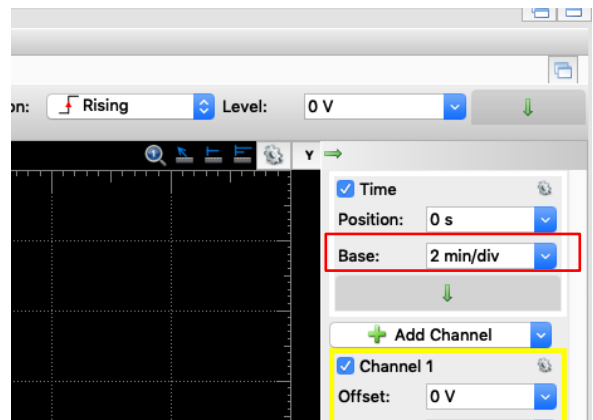 on: Rising Level: 0 V
Y
Time
Position: 0 s
Base: 2 min/div
Add Channel
Channel 1
Offset: 0 V